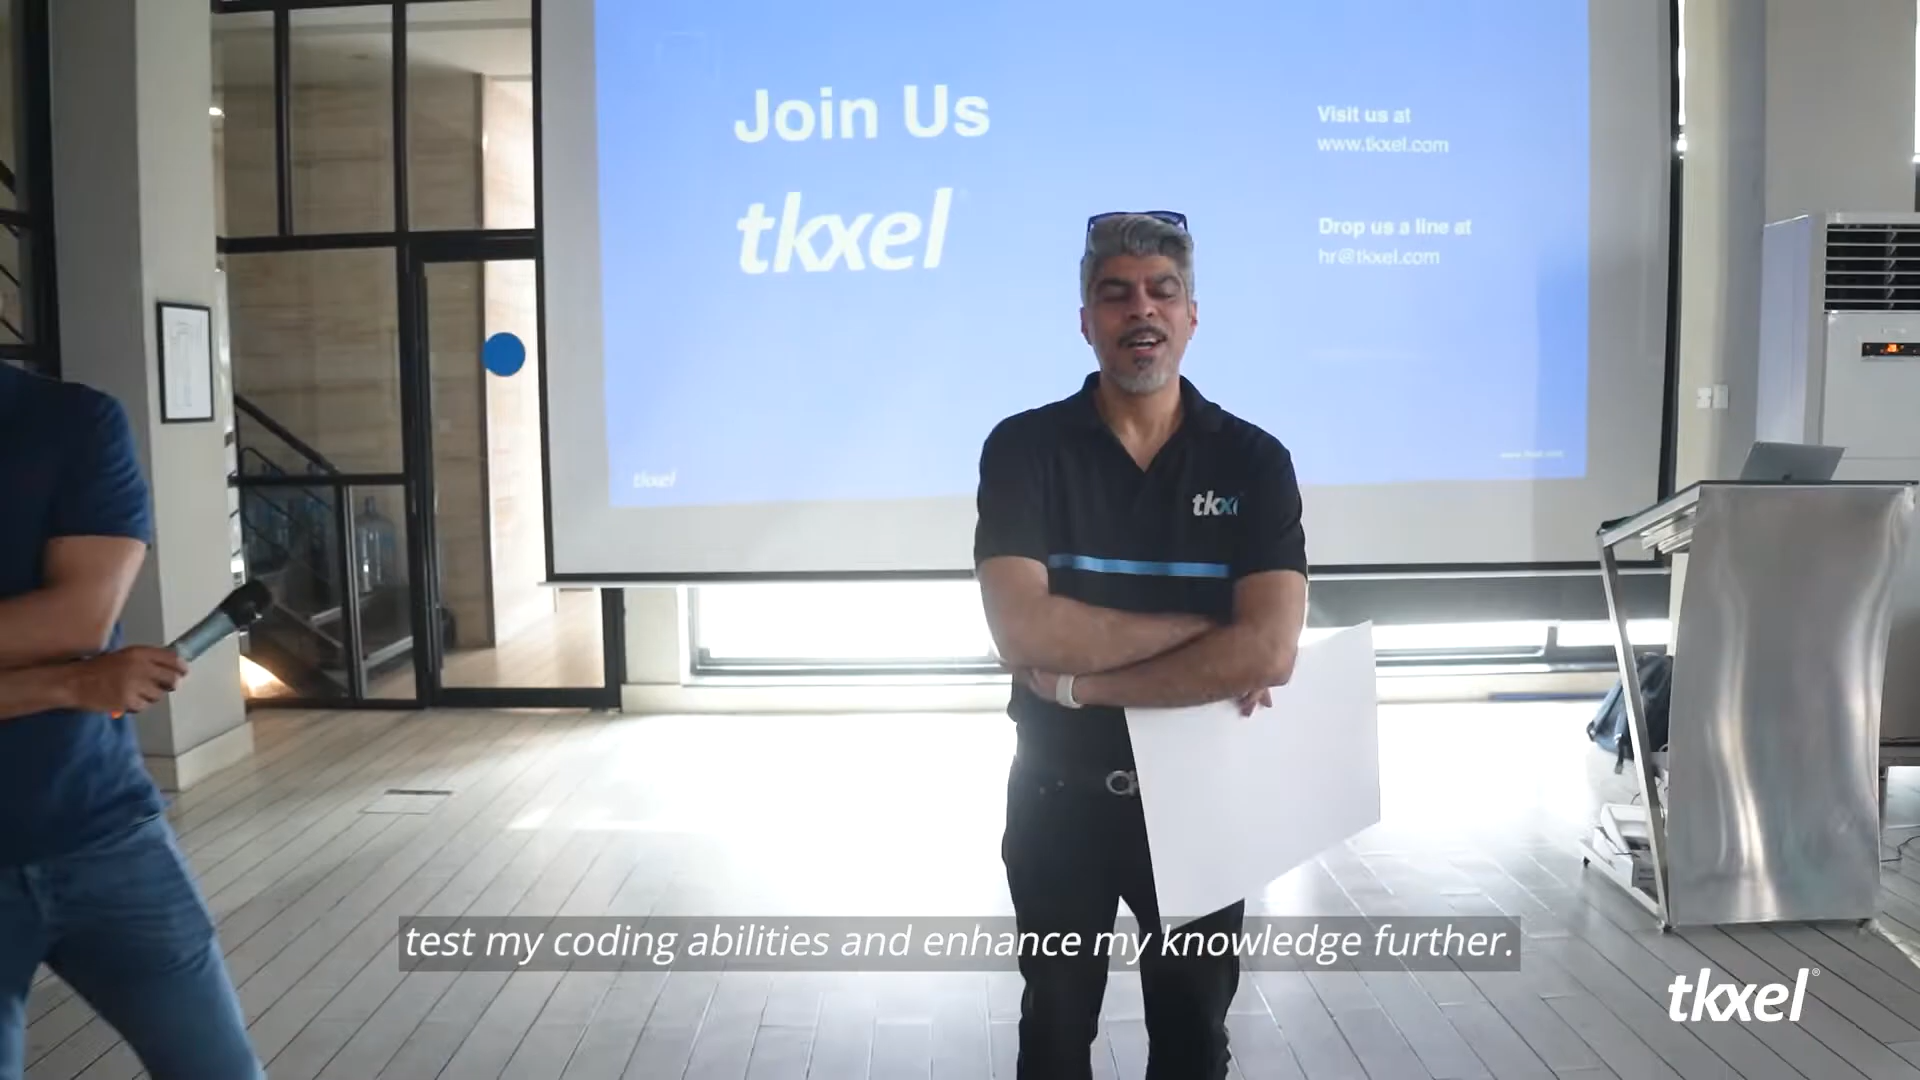 Join Us
tkxel
Visit us at
www.tkxel.com
Drop us a line at
hr@tkxel.com
tkxel
tkx
test my coding abilities and enhance my knowledge further.
tkxel®